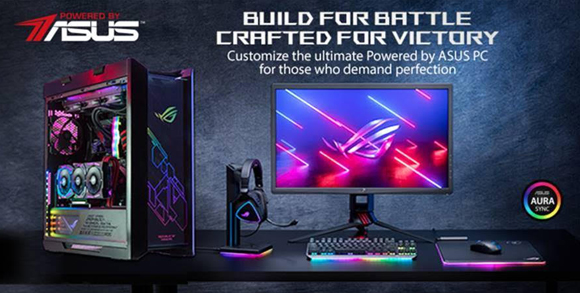 POWERED BY
ASUS
BUILD FOR BATTLE
CRAFTED FOR VICTORY
Customize the ultimate Powered by ASUS PC
for those who demand perfection
ASUS
AURA
SYNC